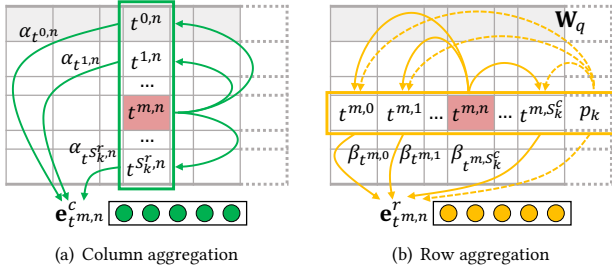 α_{t^{0,n}} t^{0,n}
α_{t^{1,n}} t^{1,n}
...
t^{m,n}
...
α_{t^{S_k^r,n}} t^{S_k^r,n}
e^c_{t^{m,n}}
(a) Column aggregation
W_q
t^{m,0} t^{m,1} ... t^{m,n} ... t^{m,S_k^c} p_k
β_{t^{m,0}} β_{t^{m,1}} β_{t^{m,S_k^c}}
e^r_{t^{m,n}}
(b) Row aggregation